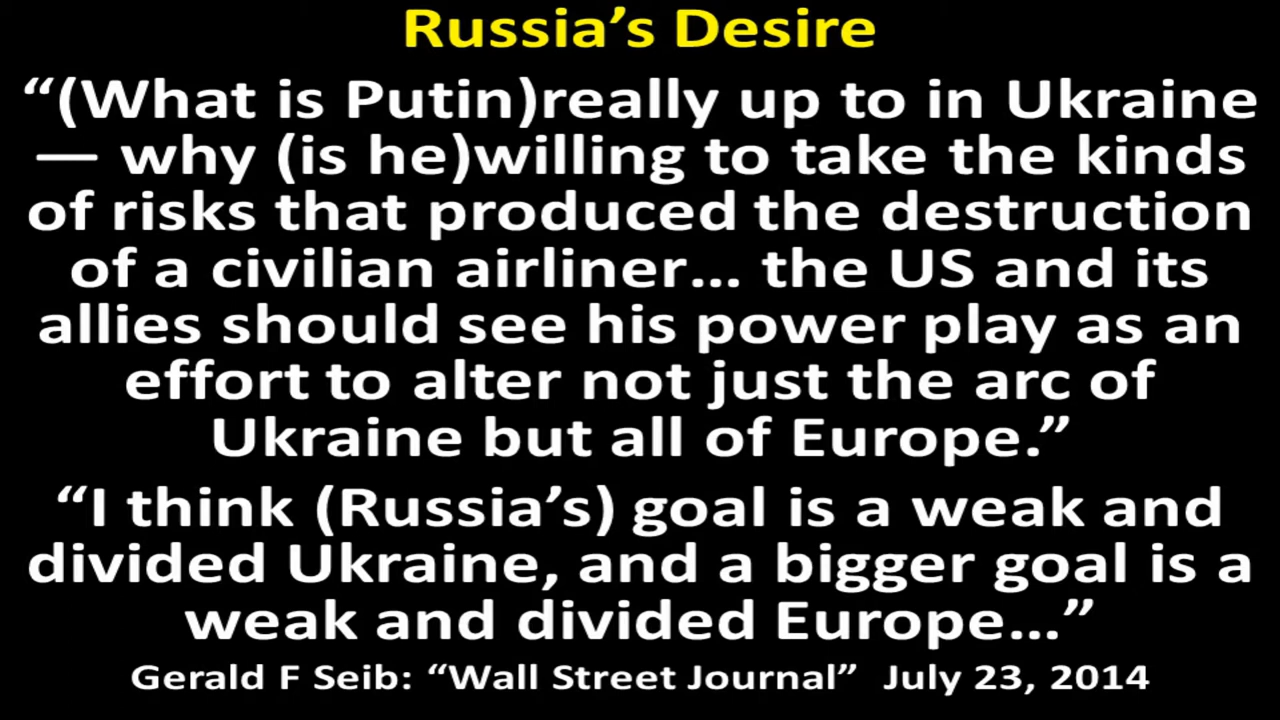 Russia’s Desire
“(What is Putin)really up to in Ukraine
— why (is he)willing to take the kinds
of risks that produced the destruction
of a civilian airliner… the US and its
allies should see his power play as an
effort to alter not just the arc of
Ukraine but all of Europe.”
“I think (Russia’s) goal is a weak and
divided Ukraine, and a bigger goal is a
weak and divided Europe…”
Gerald F Seib: “Wall Street Journal”  July 23, 2014